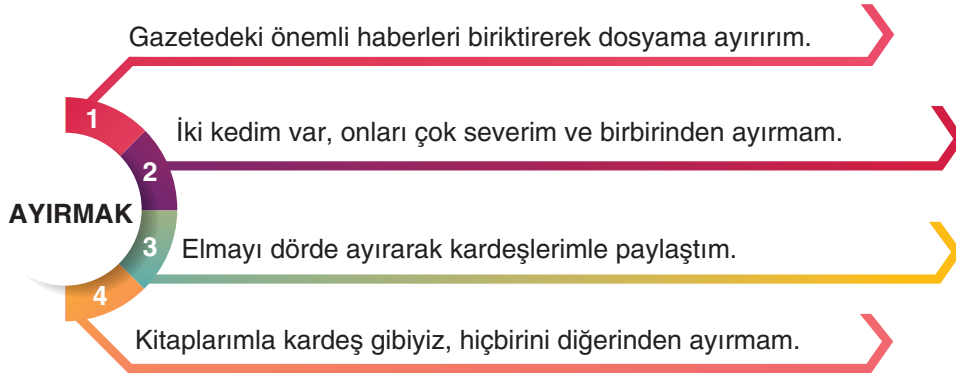 Gazetedeki önemli haberleri biriktirerek dosyama ayırırım.
1
İki kedim var, onları çok severim ve birbirinden ayırmam.
2
AYIRMAK
3
Elmayı dörde ayırarak kardeşlerimle paylaştım.
4
Kitaplarımla kardeş gibiyiz, hiçbirini diğerinden ayırmam.